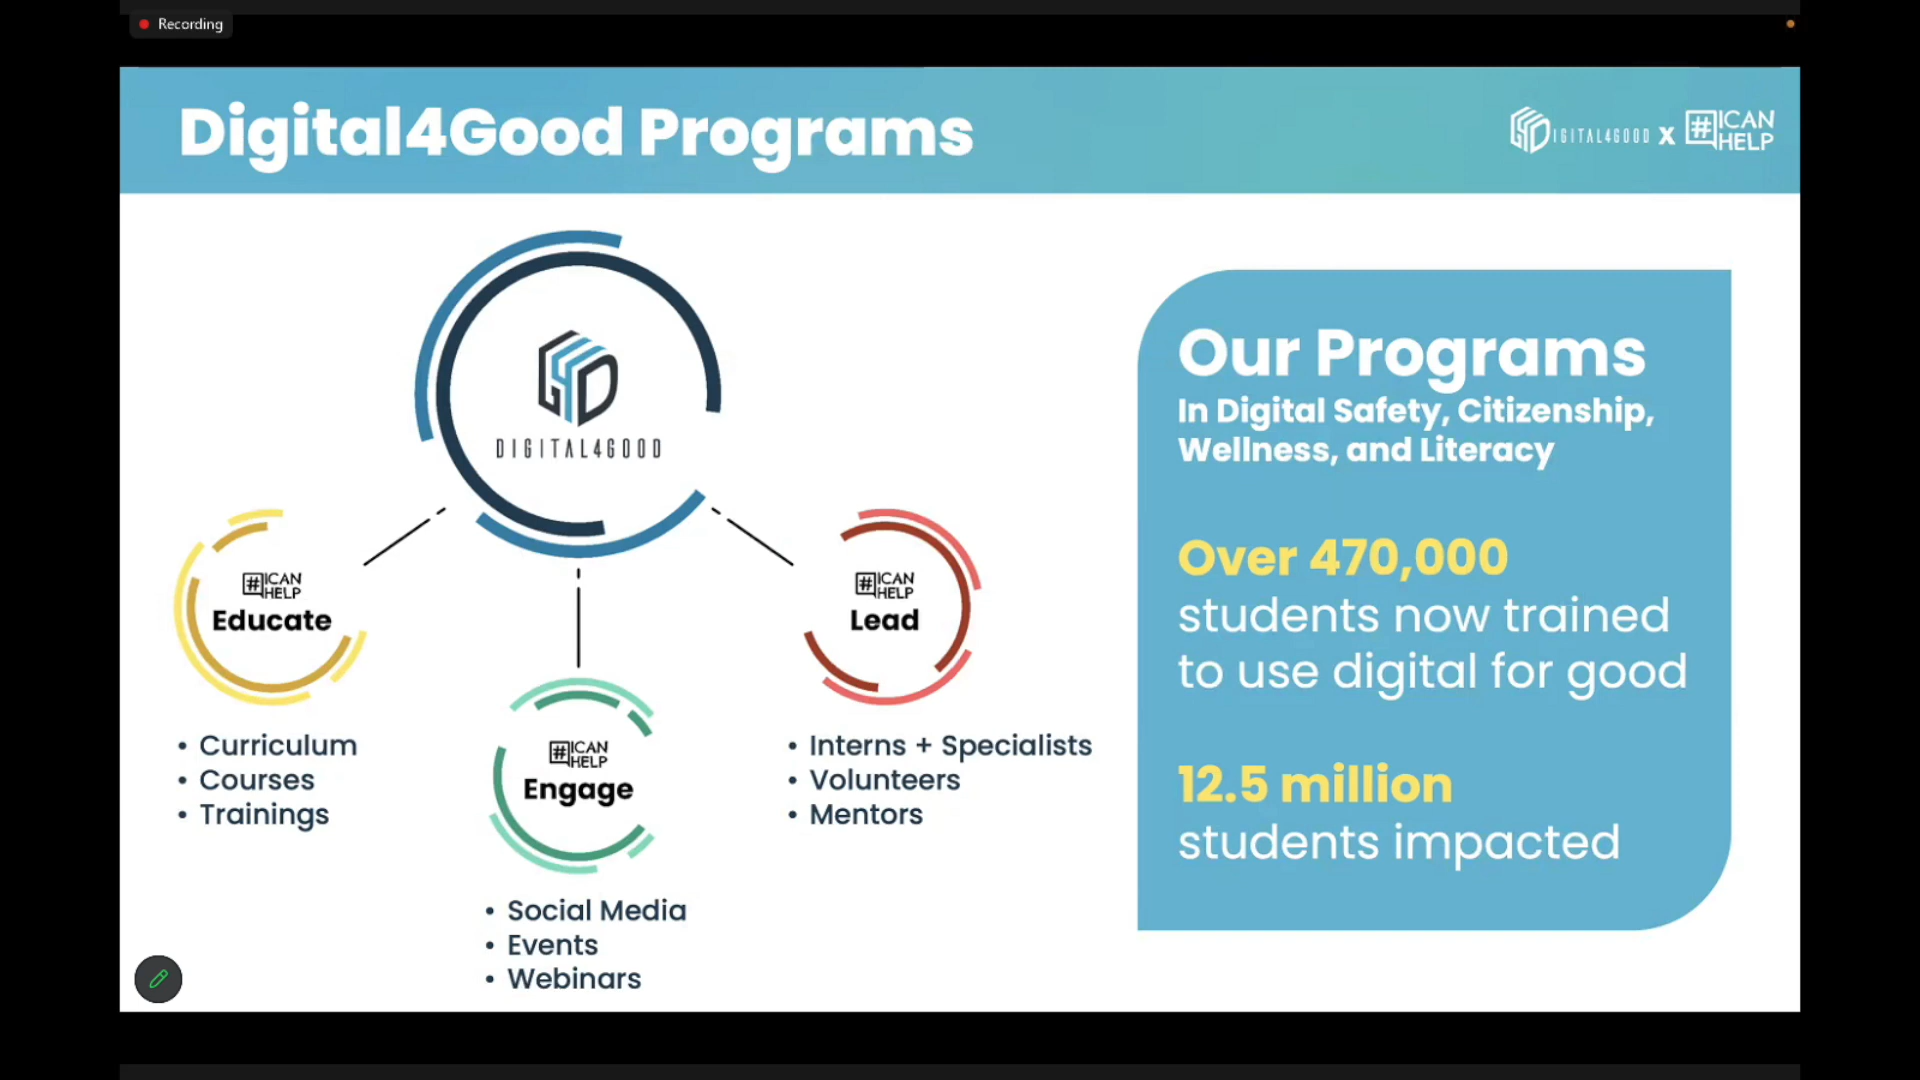 Recording
Digital4Good Programs
DIGITAL4GOOD X #ICAN
HELP
DIGITAL4GOOD
#ICAN
HELP
Educate
• Curriculum
• Courses
• Trainings
#ICAN
HELP
Engage
• Social Media
• Events
• Webinars
#ICAN
HELP
Lead
• Interns + Specialists
• Volunteers
• Mentors
Our Programs
In Digital Safety, Citizenship,
Wellness, and Literacy
Over 470,000
students now trained
to use digital for good
12.5 million
students impacted